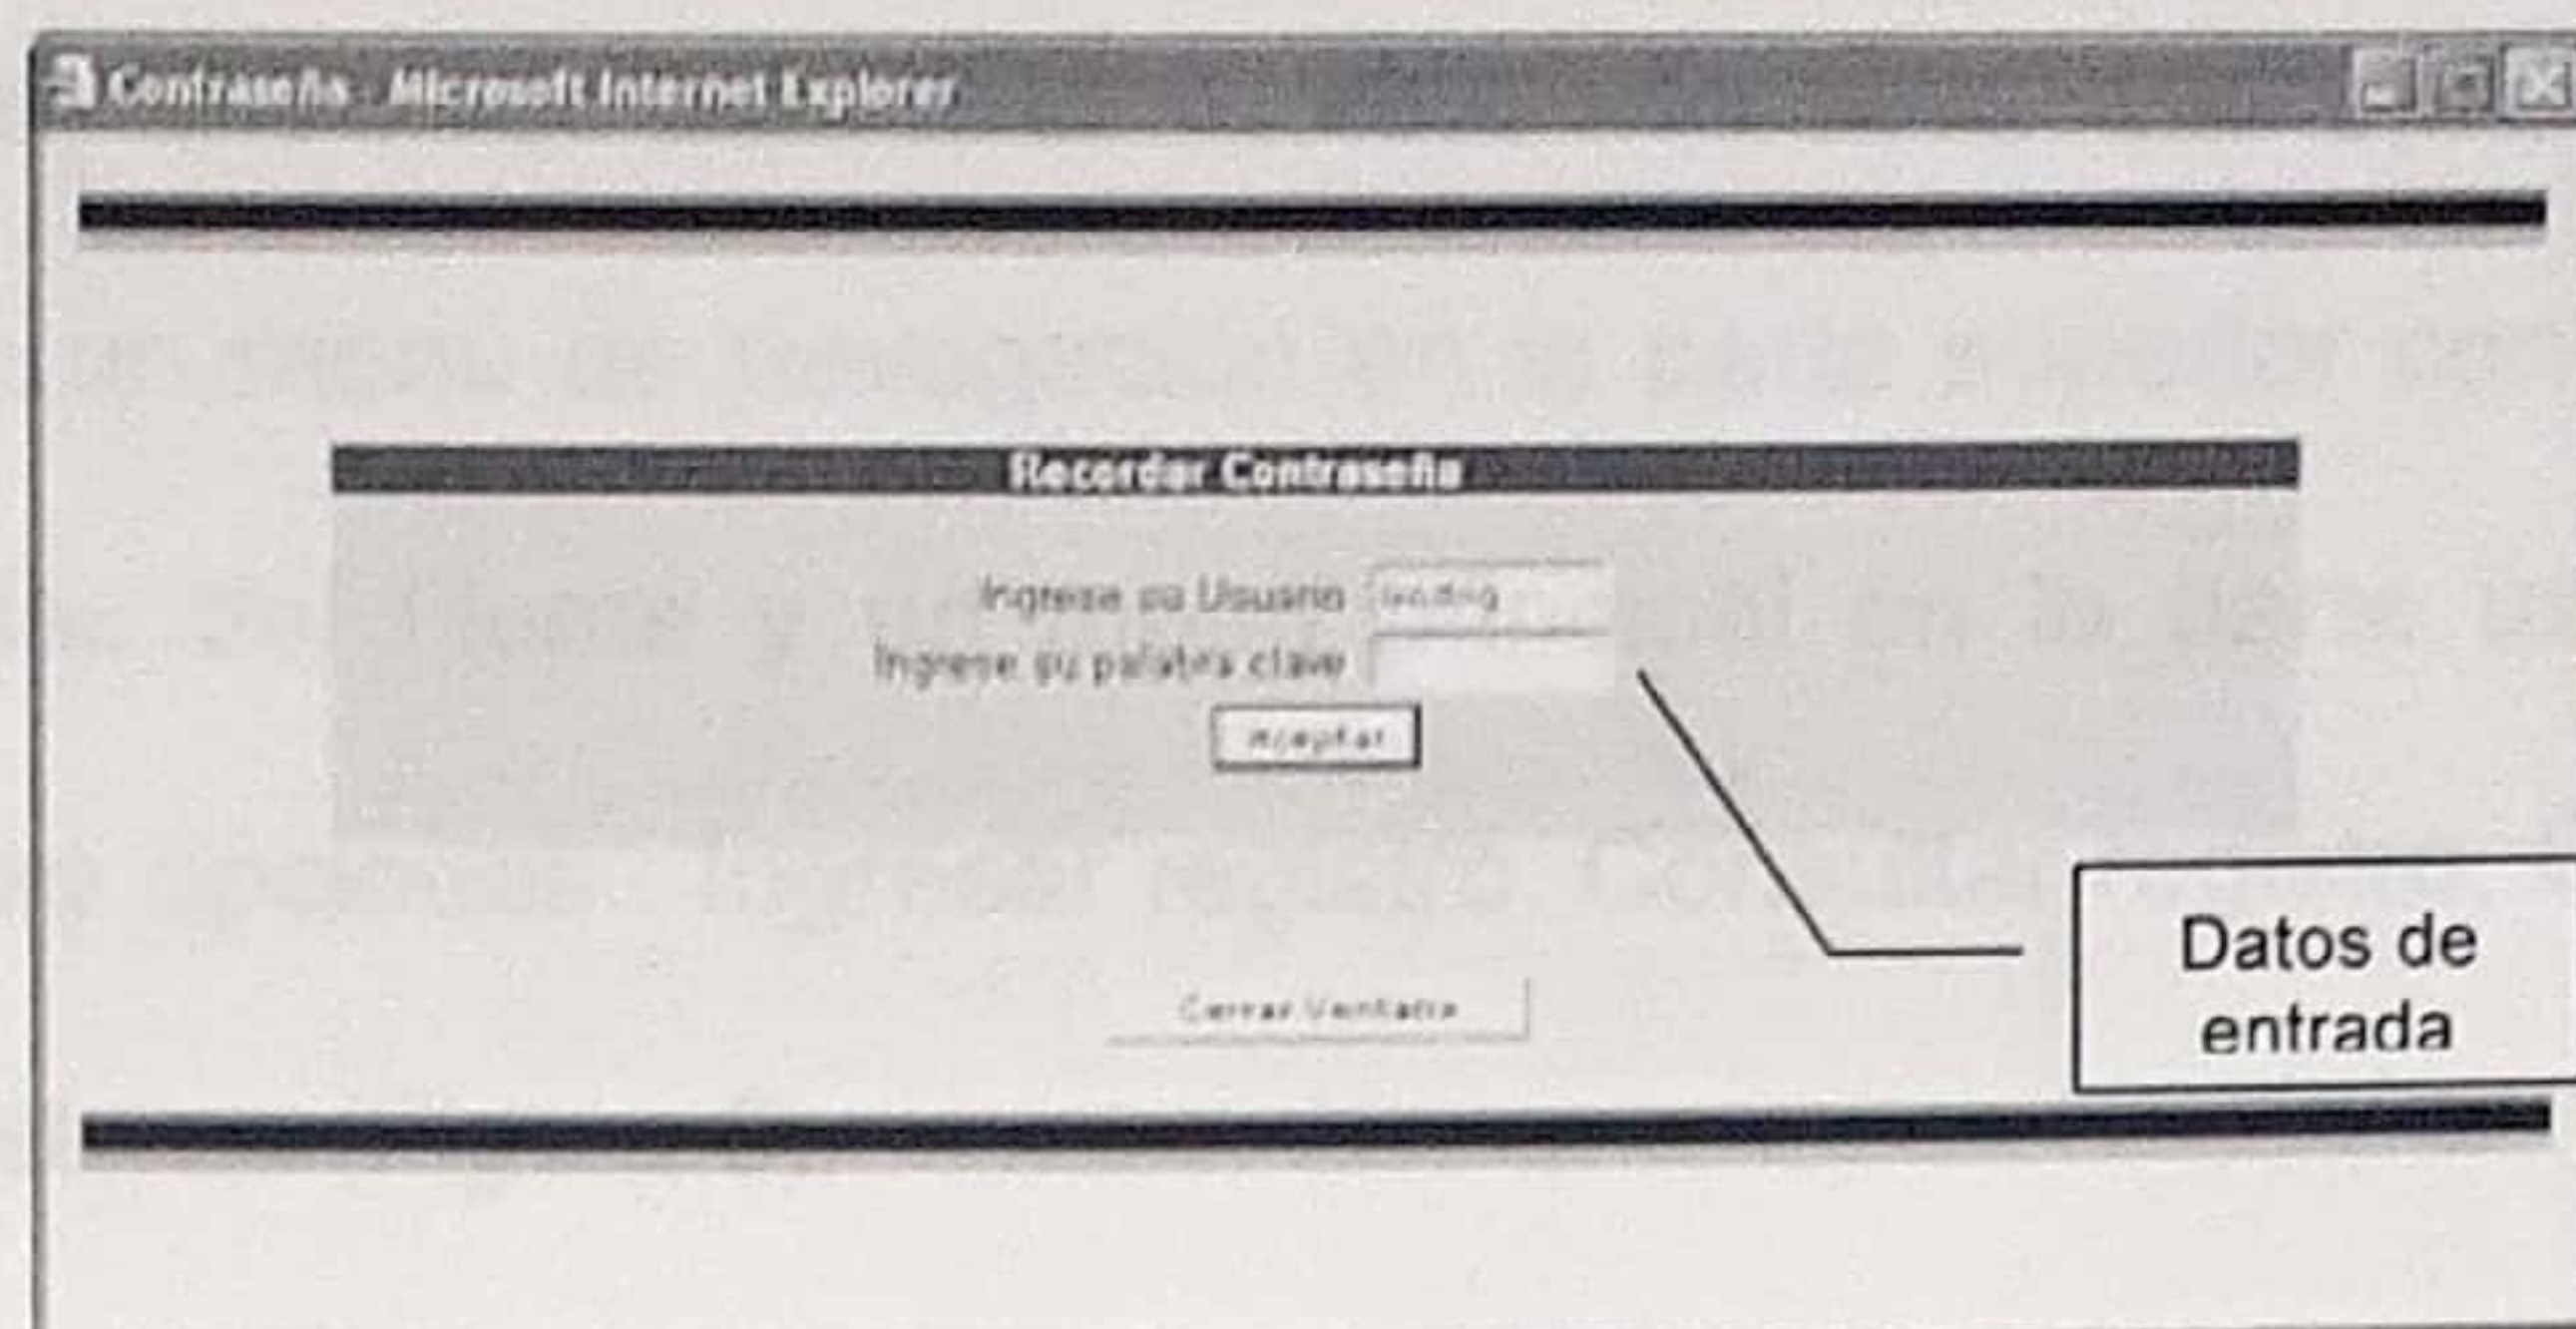 Contraseña - Microsoft Internet Explorer
Recordar Contraseña
Ingrese su Usuario
Ingrese su palabra clave
Aceptar
Datos de
entrada
Cerrar Ventana